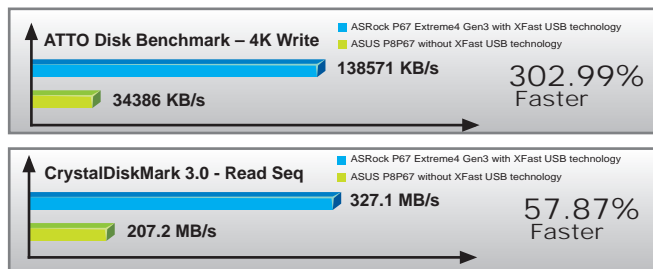 ASRock P67 Extreme4 Gen3 with XFast USB technology
ATTO Disk Benchmark – 4K Write
ASUS P8P67 without XFast USB technology
138571 KB/s
302.99%
Faster
34386 KB/s
ASRock P67 Extreme4 Gen3 with XFast USB technology
CrystalDiskMark 3.0 - Read Seq
ASUS P8P67 without XFast USB technology
327.1 MB/s
57.87%
Faster
207.2 MB/s